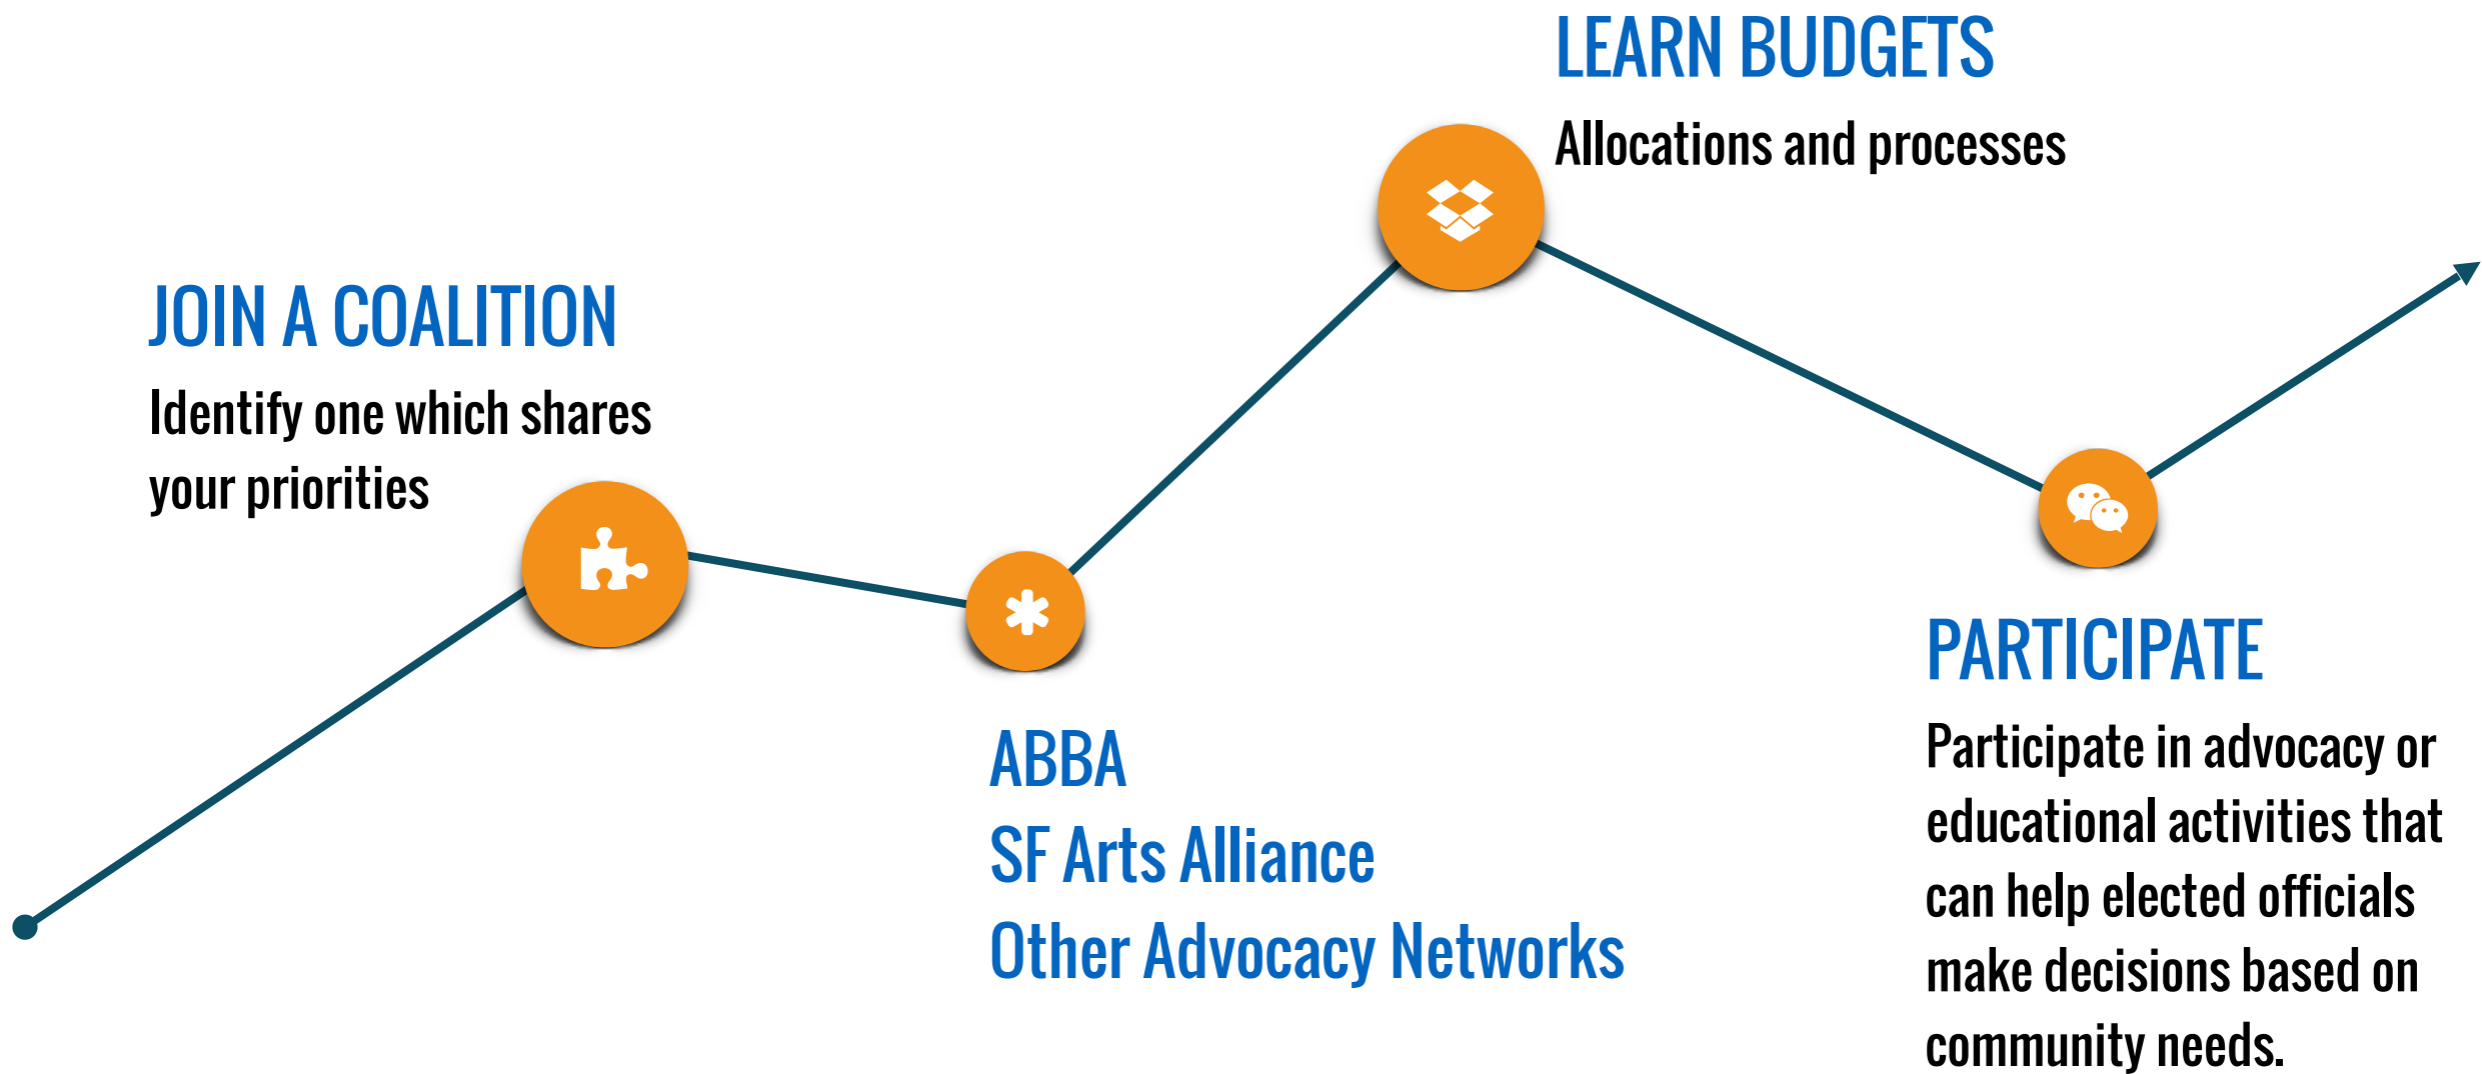 JOIN A COALITION
Identify one which shares
your priorities
ABBA
SF Arts Alliance
Other Advocacy Networks
LEARN BUDGETS
Allocations and processes
PARTICIPATE
Participate in advocacy or
educational activities that
can help elected officials
make decisions based on
community needs.